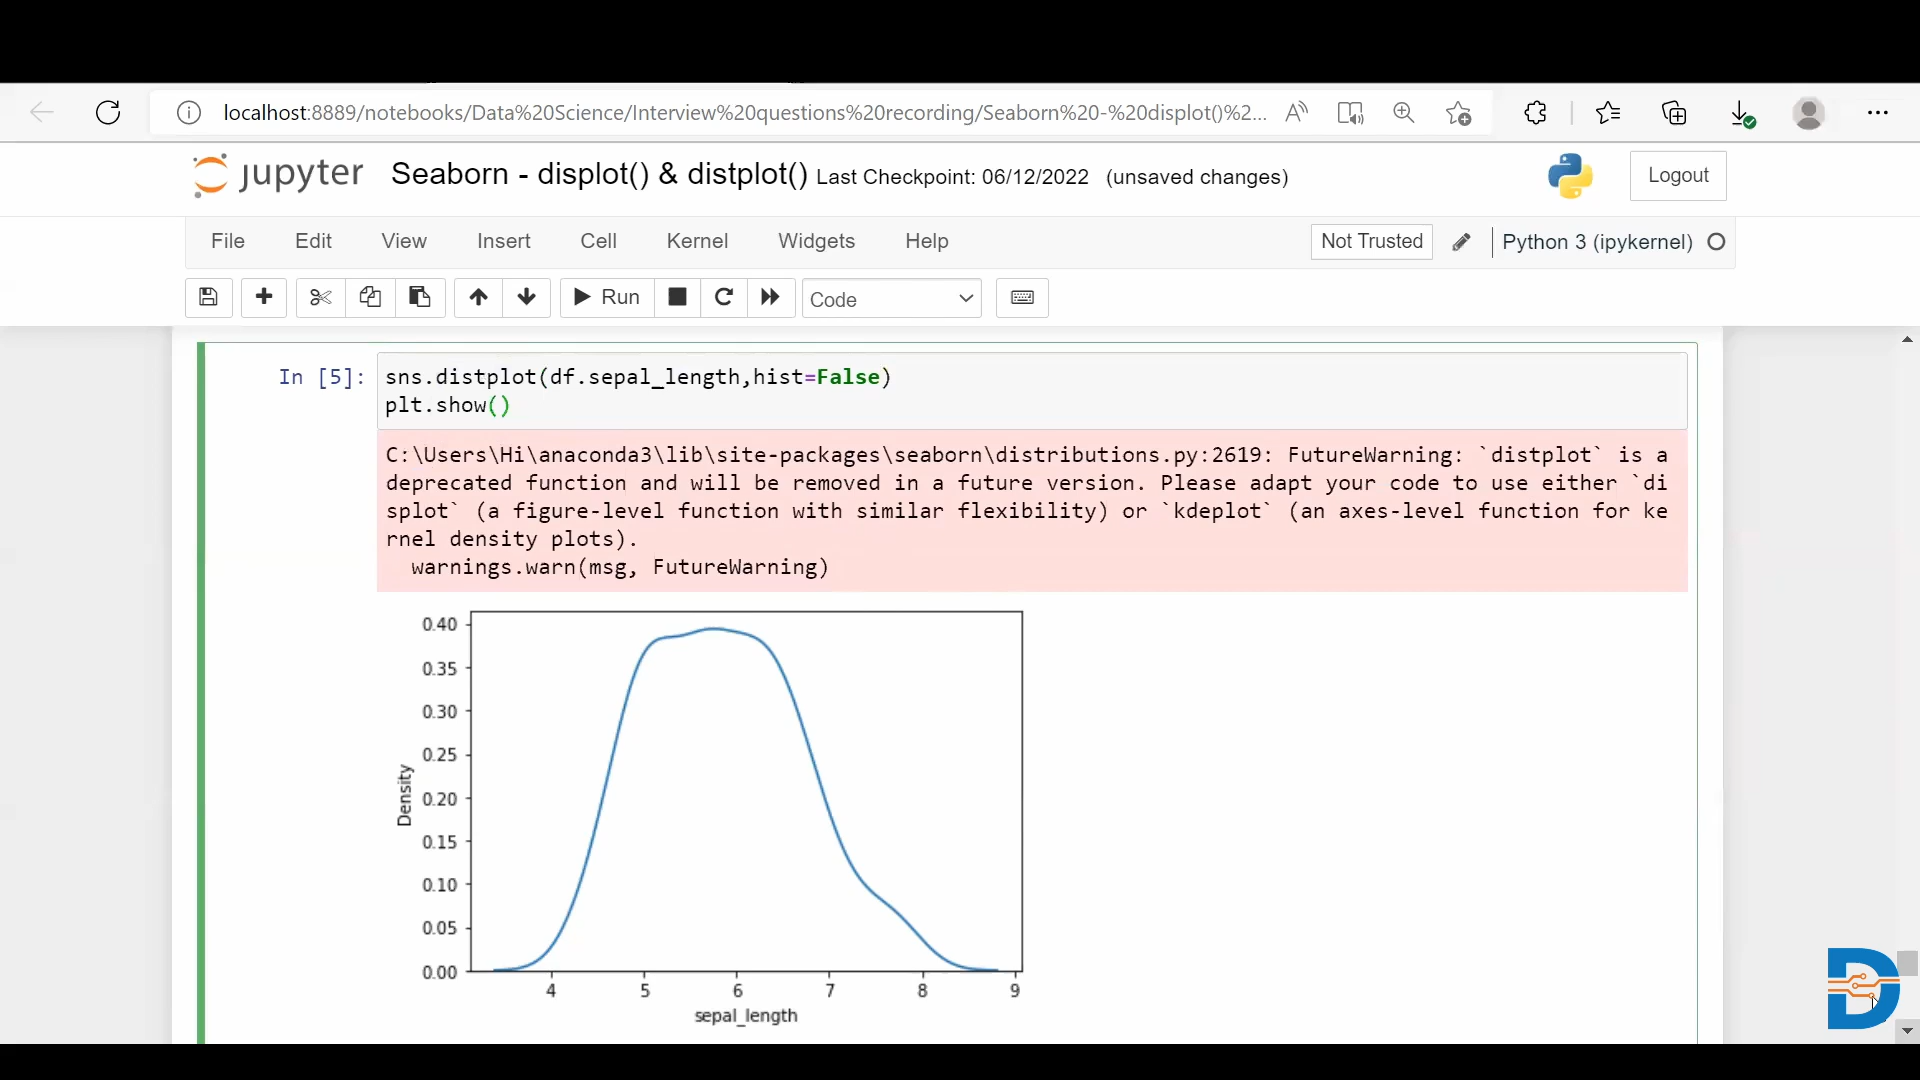 localhost:8889/notebooks/Data%20Science/Interview%20questions%20recording/Seaborn%20-%20displot()%2...
jupyter Seaborn - displot() & distplot() Last Checkpoint: 06/12/2022 (unsaved changes)
Logout
File Edit View Insert Cell Kernel Widgets Help Not Trusted Python 3 (ipykernel)
Run Code
In [5]: sns.distplot(df.sepal_length,hist=False)
plt.show()
C:\Users\Hi\anaconda3\lib\site-packages\seaborn\distributions.py:2619: FutureWarning: `distplot` is a
deprecated function and will be removed in a future version. Please adapt your code to use either `di
splot` (a figure-level function with similar flexibility) or `kdeplot` (an axes-level function for ke
rnel density plots).
warnings.warn(msg, FutureWarning)
0.40
0.35
0.30
0.25
0.20
0.15
0.10
0.05
0.00
Density
4 5 6 7 8 9
sepal_length